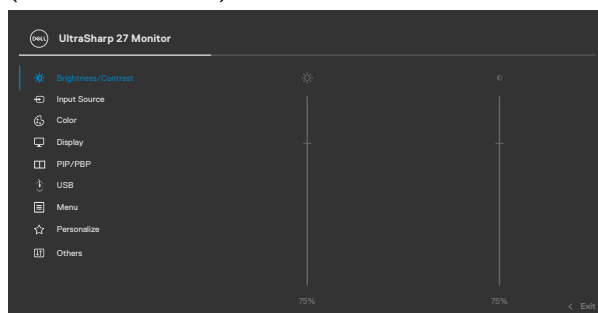 DELL UltraSharp 27 Monitor
Brightness/Contrast
Input Source
Color
Display
PIP/PBP
USB
Menu
Personalize
Others
75% 75%
< Exit